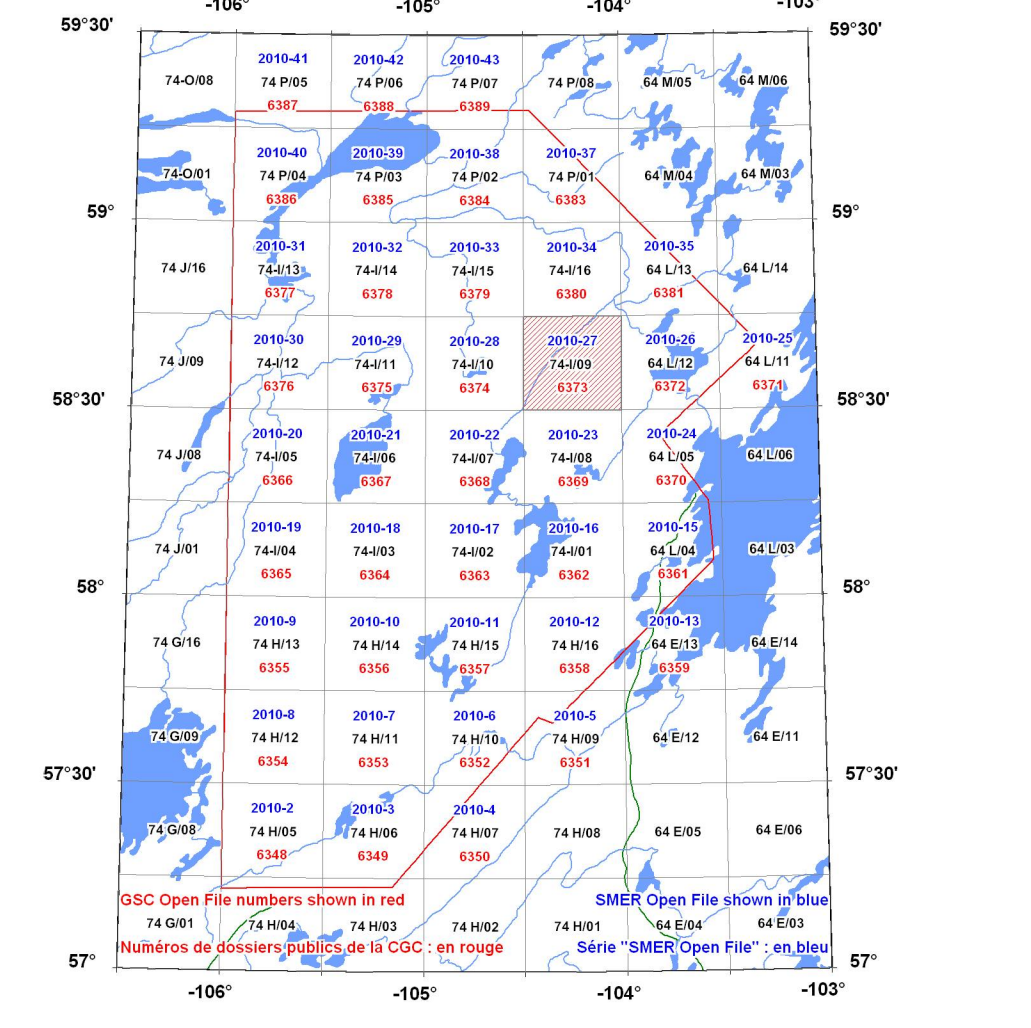 -106°
-105°
-104°
-103°
59°30'
59°30'
2010-41
2010-42
2010-43
74-O/08
74 P/05
74 P/06
74 P/07
74 P/08
64 M/05
64 M/06
6387
6388
6389
2010-40
2010-39
2010-38
2010-37
74-O/01
74 P/04
74 P/03
74 P/02
74 P/01
64 M/04
64 M/03
6386
6385
6384
6383
59°
59°
2010-31
2010-32
2010-33
2010-34
2010-35
74 J/16
74-I/13
74-I/14
74-I/15
74-I/16
64 L/13
64 L/14
6377
6378
6379
6380
6381
2010-30
2010-29
2010-28
2010-27
2010-26
2010-25
74 J/09
74-I/12
74-I/11
74-I/10
74-I/09
64 L/12
64 L/11
6376
6375
6374
6373
6372
6371
58°30'
58°30'
2010-20
2010-21
2010-22
2010-23
2010-24
74 J/08
74-I/05
74-I/06
74-I/07
74-I/08
64 L/05
64 L/06
6366
6367
6368
6369
6370
2010-19
2010-18
2010-17
2010-16
2010-15
74 J/01
74-I/04
74-I/03
74-I/02
74-I/01
64 L/04
64 L/03
6365
6364
6363
6362
6361
58°
58°
2010-9
2010-10
2010-11
2010-12
2010-13
74 G/16
74 H/13
74 H/14
74 H/15
74 H/16
64 E/13
64 E/14
6355
6356
6357
6358
6359
2010-8
2010-7
2010-6
2010-5
74 G/09
74 H/12
74 H/11
74 H/10
74 H/09
64 E/12
64 E/11
6354
6353
6352
6351
57°30'
57°30'
2010-2
2010-3
2010-4
74 G/08
74 H/05
74 H/06
74 H/07
74 H/08
64 E/05
64 E/06
6348
6349
6350
GSC Open File numbers shown in red
SMER Open File shown in blue
74 G/01
74 H/04
74 H/03
74 H/02
74 H/01
64 E/04
64 E/03
Numéros de dossiers publics de la CGC : en rouge
Série "SMER Open File" : en bleu
57°
57°
-106°
-105°
-104°
-103°